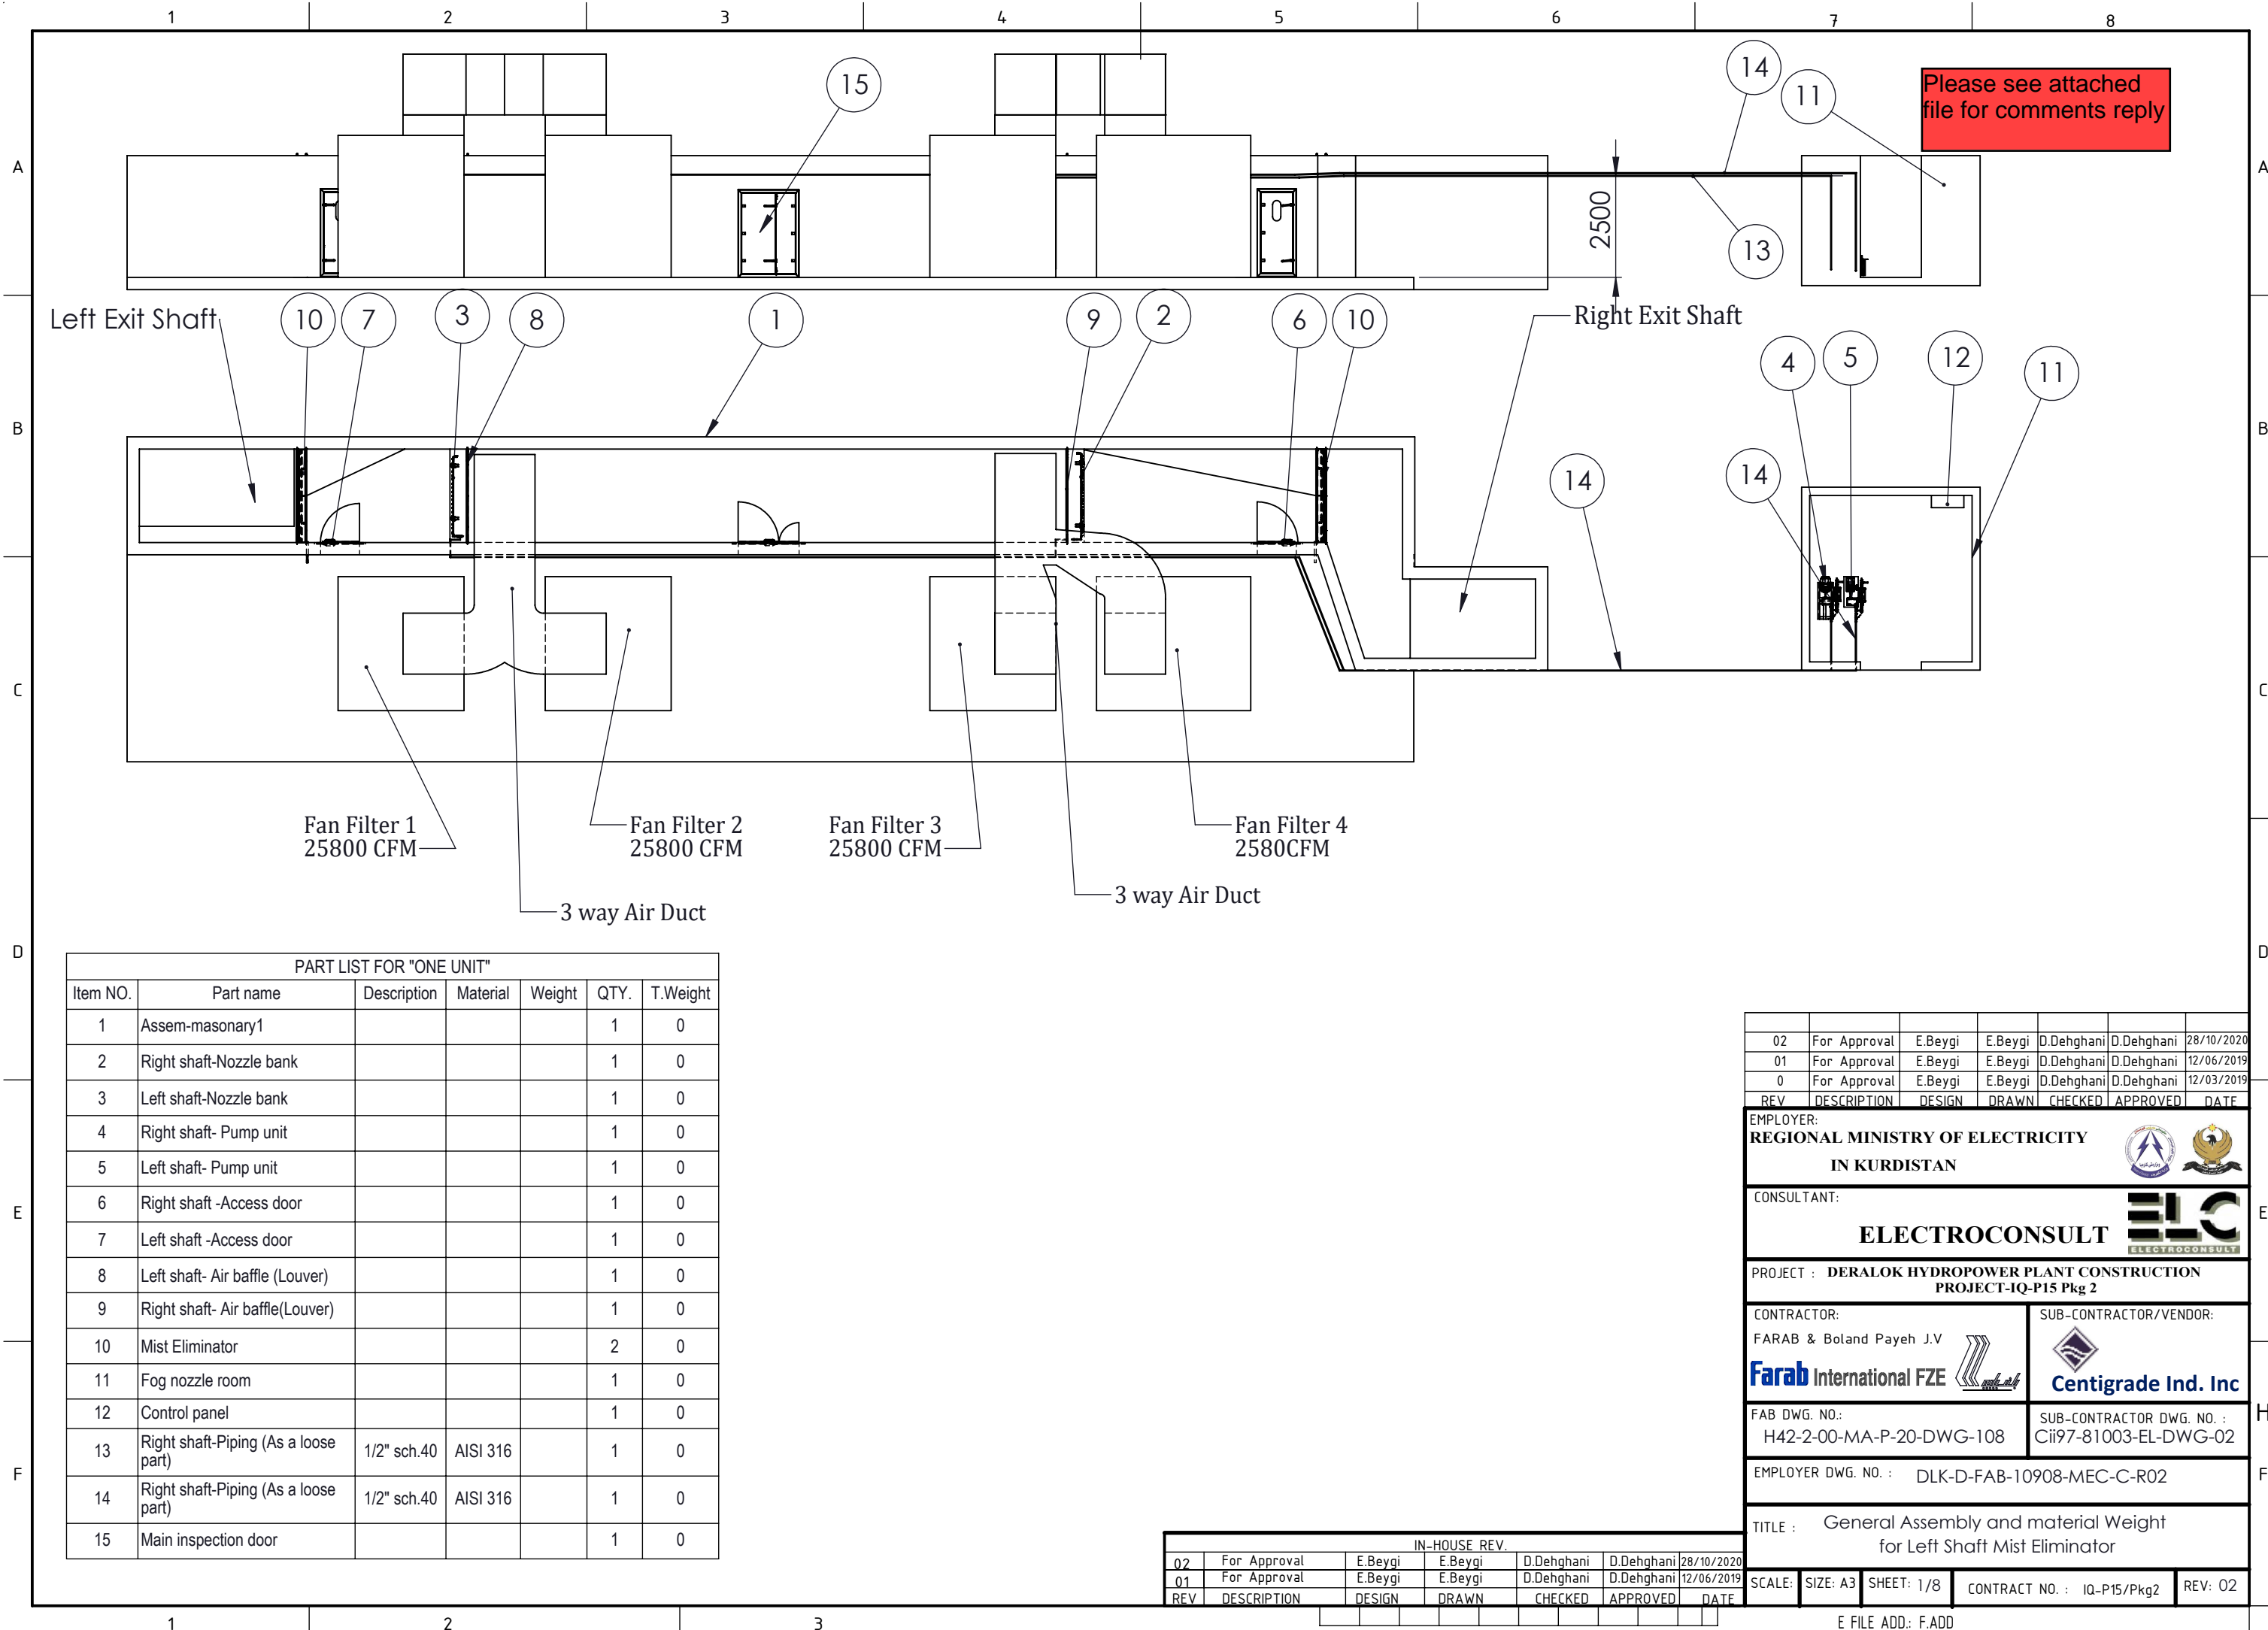 1 2 3 4 5 6 7 8
A A
B B
C C
D D
E E
F F
H
Please see attached
file for comments reply
15
14
11
2500
13
Left Exit Shaft
10 7 3 8 1 9 2 6 10
Right Exit Shaft
4 5 12 11
14
14
Fan Filter 1
25800 CFM
Fan Filter 2
25800 CFM
Fan Filter 3
25800 CFM
Fan Filter 4
2580CFM
3 way Air Duct
3 way Air Duct
PART LIST FOR "ONE UNIT"
Item NO. Part name Description Material Weight QTY. T.Weight
1 Assem-masonary1 1 0
2 Right shaft-Nozzle bank 1 0
3 Left shaft-Nozzle bank 1 0
4 Right shaft- Pump unit 1 0
5 Left shaft- Pump unit 1 0
6 Right shaft -Access door 1 0
7 Left shaft -Access door 1 0
8 Left shaft- Air baffle (Louver) 1 0
9 Right shaft- Air baffle(Louver) 1 0
10 Mist Eliminator 2 0
11 Fog nozzle room 1 0
12 Control panel 1 0
13 Right shaft-Piping (As a loose part) 1/2" sch.40 AISI 316 1 0
14 Right shaft-Piping (As a loose part) 1/2" sch.40 AISI 316 1 0
15 Main inspection door 1 0
02 For Approval E.Beygi E.Beygi D.Dehghani D.Dehghani 28/10/2020
01 For Approval E.Beygi E.Beygi D.Dehghani D.Dehghani 12/06/2019
0 For Approval E.Beygi E.Beygi D.Dehghani D.Dehghani 12/03/2019
REV DESCRIPTION DESIGN DRAWN CHECKED APPROVED DATE
EMPLOYER:
REGIONAL MINISTRY OF ELECTRICITY
IN KURDISTAN
CONSULTANT:
ELECTROCONSULT
ELC
ELECTROCONSULT
PROJECT : DERALOK HYDROPOWER PLANT CONSTRUCTION
PROJECT-IQ-P15 Pkg 2
CONTRACTOR:
FARAB & Boland Payeh J.V
Farab International FZE
SUB-CONTRACTOR/VENDOR:
Centigrade Ind. Inc
FAB DWG. NO.:
H42-2-00-MA-P-20-DWG-108
SUB-CONTRACTOR DWG. NO. :
Cii97-81003-EL-DWG-02
EMPLOYER DWG. NO. : DLK-D-FAB-10908-MEC-C-R02
TITLE : General Assembly and material Weight
for Left Shaft Mist Eliminator
SCALE: SIZE: A3 SHEET: 1/8 CONTRACT NO. : IQ-P15/Pkg2 REV: 02
IN-HOUSE REV.
02 For Approval E.Beygi E.Beygi D.Dehghani D.Dehghani 28/10/2020
01 For Approval E.Beygi E.Beygi D.Dehghani D.Dehghani 12/06/2019
REV DESCRIPTION DESIGN DRAWN CHECKED APPROVED DATE
1 2 3
E FILE ADD.: F.ADD